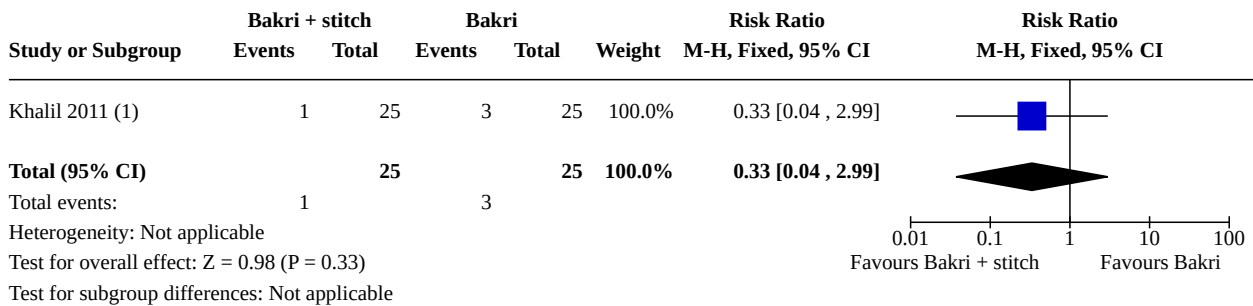 Bakri + stitch Bakri Risk Ratio Risk Ratio
Study or Subgroup Events Total Events Total Weight M-H, Fixed, 95% CI M-H, Fixed, 95% CI
Khalil 2011 (1) 1 25 3 25 100.0% 0.33 [0.04 , 2.99]
Total (95% CI) 25 25 100.0% 0.33 [0.04 , 2.99]
Total events: 1 3
Heterogeneity: Not applicable 0.01 0.1 1 10 100
Test for overall effect: Z = 0.98 (P = 0.33) Favours Bakri + stitch Favours Bakri
Test for subgroup differences: Not applicable